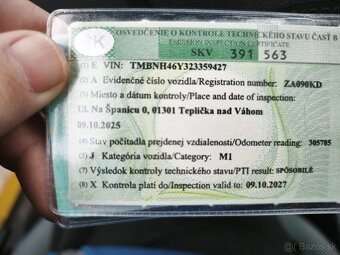 OSVEDČENIE O KONTROLE TECHNICKÉHO STAVU ČASŤ B
EMISSION INSPECTION CERTIFICATE
SK
SKV 391 563
(1) E VIN: TMBNH46Y323359427
(2) A Evidenčné číslo vozidla/Registration number: ZA090KD
(3) Miesto a dátum kontroly/Place and date of inspection:
Ul Na Španicu 0, 01301 Teplička nad Váhom
09.10.2025
(4) Stav počítadla prejdenej vzdialenosti/Odometer reading: 305785
(5) J Kategória vozidla/Category: M1
(7) Výsledok kontroly technického stavu/PTI result: SPÔSOBILÉ
(8) X Kontrola platí do/Inspection valid to: 09.10.2027
Bazos.sk